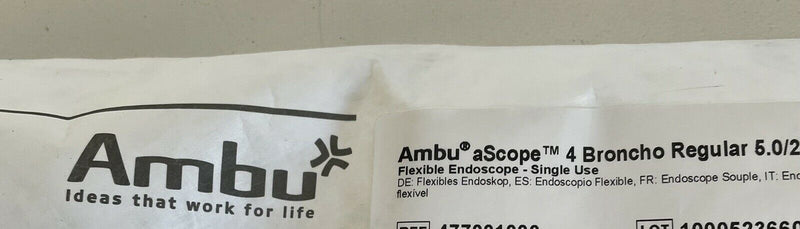 Ambu
Ideas that work for life
Ambu® aScope™ 4 Broncho Regular 5.0/2
Flexible Endoscope - Single Use
DE: Flexibles Endoskop, ES: Endoscopio Flexible, FR: Endoscope Souple, IT: End
flexível